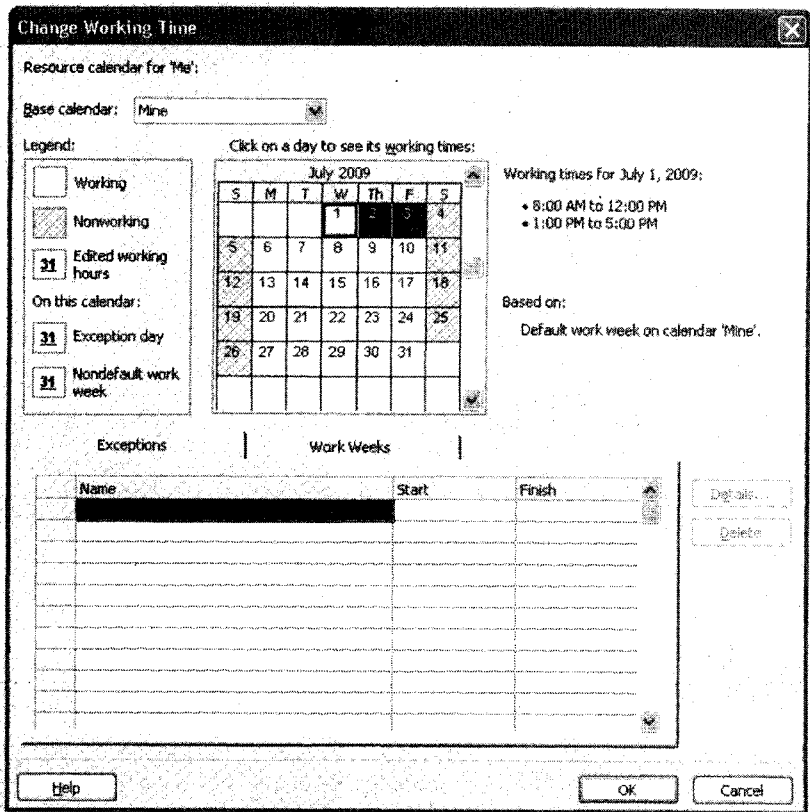 Change Working Time
Resource calendar for 'Me':
Base calendar: Mine
Legend:
Working
Nonworking
31 Edited working hours
On this calendar:
31 Exception day
31 Nondefault work week
Click on a day to see its working times:
July 2009
S M T W Th F S
1 2 3 4
5 6 7 8 9 10 11
12 13 14 15 16 17 18
19 20 21 22 23 24 25
26 27 28 29 30 31
Working times for July 1, 2009:
• 8:00 AM to 12:00 PM
• 1:00 PM to 5:00 PM
Based on:
Default work week on calendar 'Mine'.
Exceptions Work Weeks
Name Start Finish
Details...
Delete
Help OK Cancel